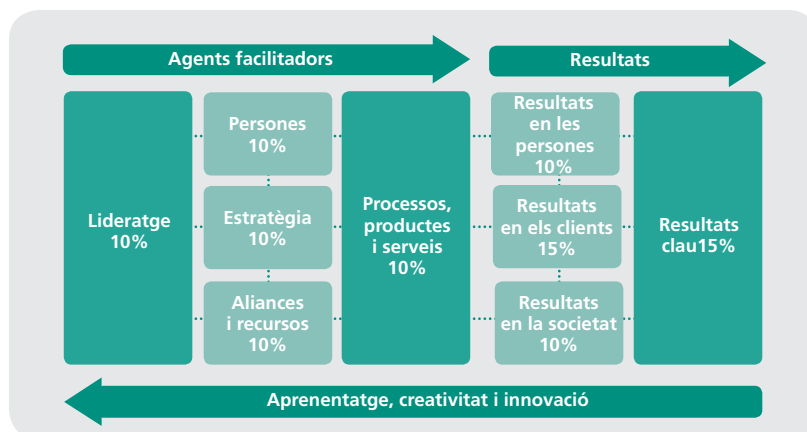 Agents facilitadors
Resultats
Lideratge
10%
Persones
10%
Estratègia
10%
Aliances
i recursos
10%
Processos,
productes
i serveis
10%
Resultats
en les
persones
10%
Resultats
en els clients
15%
Resultats
en la societat
10%
Resultats
clau15%
Aprenentatge, creativitat i innovació